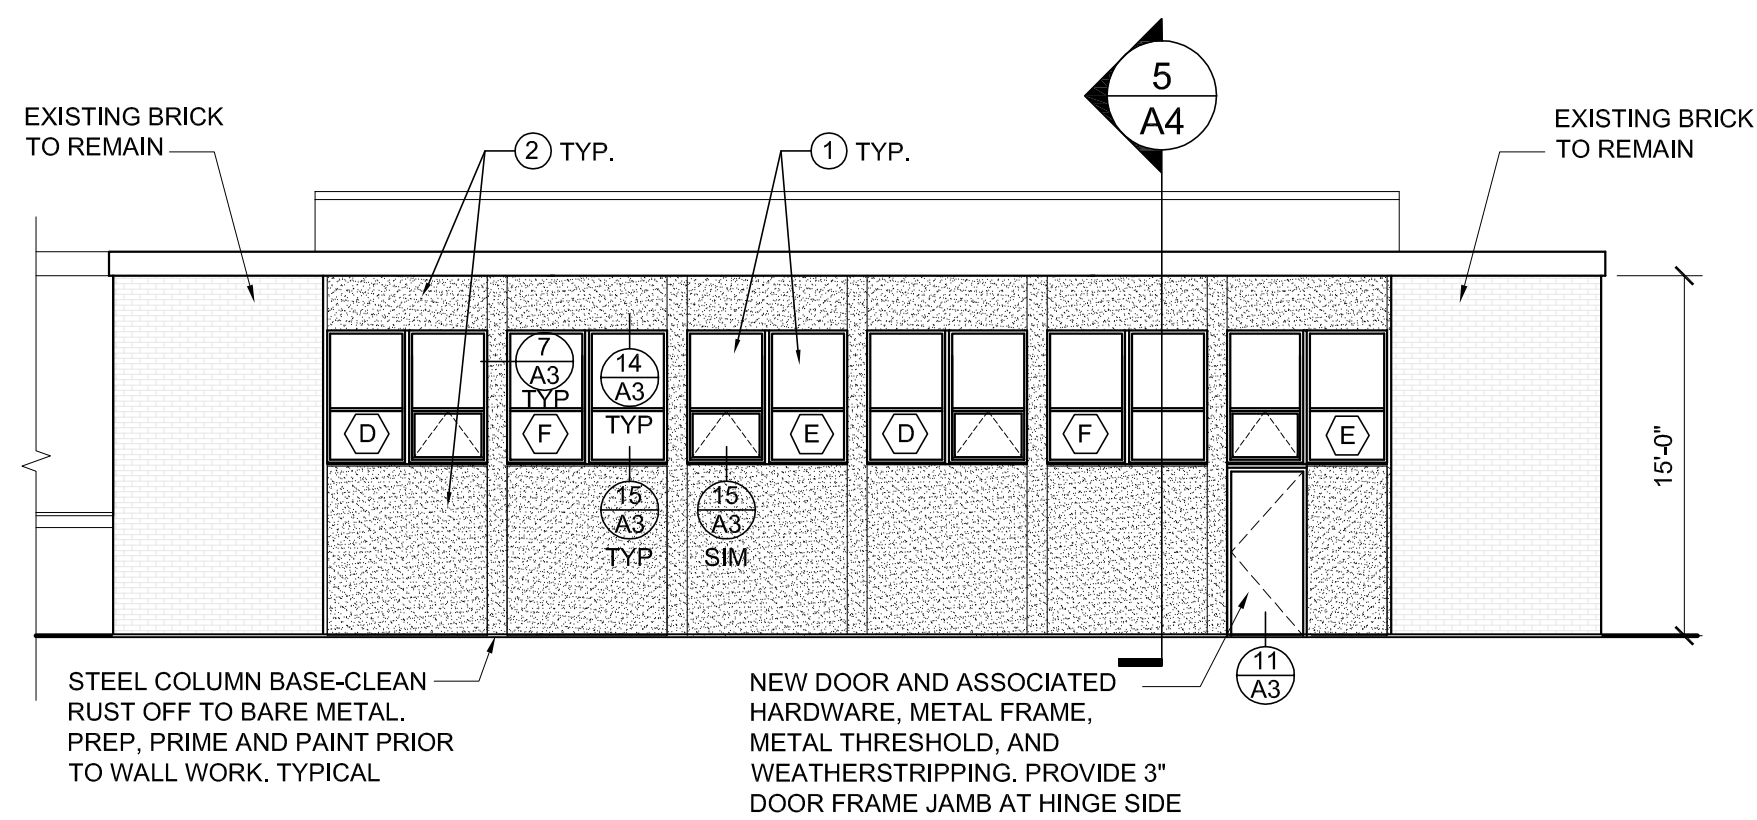 5
A4
EXISTING BRICK
TO REMAIN
2 TYP.
1 TYP.
EXISTING BRICK
TO REMAIN
7
A3
TYP
14
A3
TYP
D
F
E
D
F
E
15'-0"
15
A3
TYP
15
A3
SIM
11
A3
STEEL COLUMN BASE-CLEAN
RUST OFF TO BARE METAL.
PREP, PRIME AND PAINT PRIOR
TO WALL WORK. TYPICAL
NEW DOOR AND ASSOCIATED
HARDWARE, METAL FRAME,
METAL THRESHOLD, AND
WEATHERSTRIPPING. PROVIDE 3"
DOOR FRAME JAMB AT HINGE SIDE